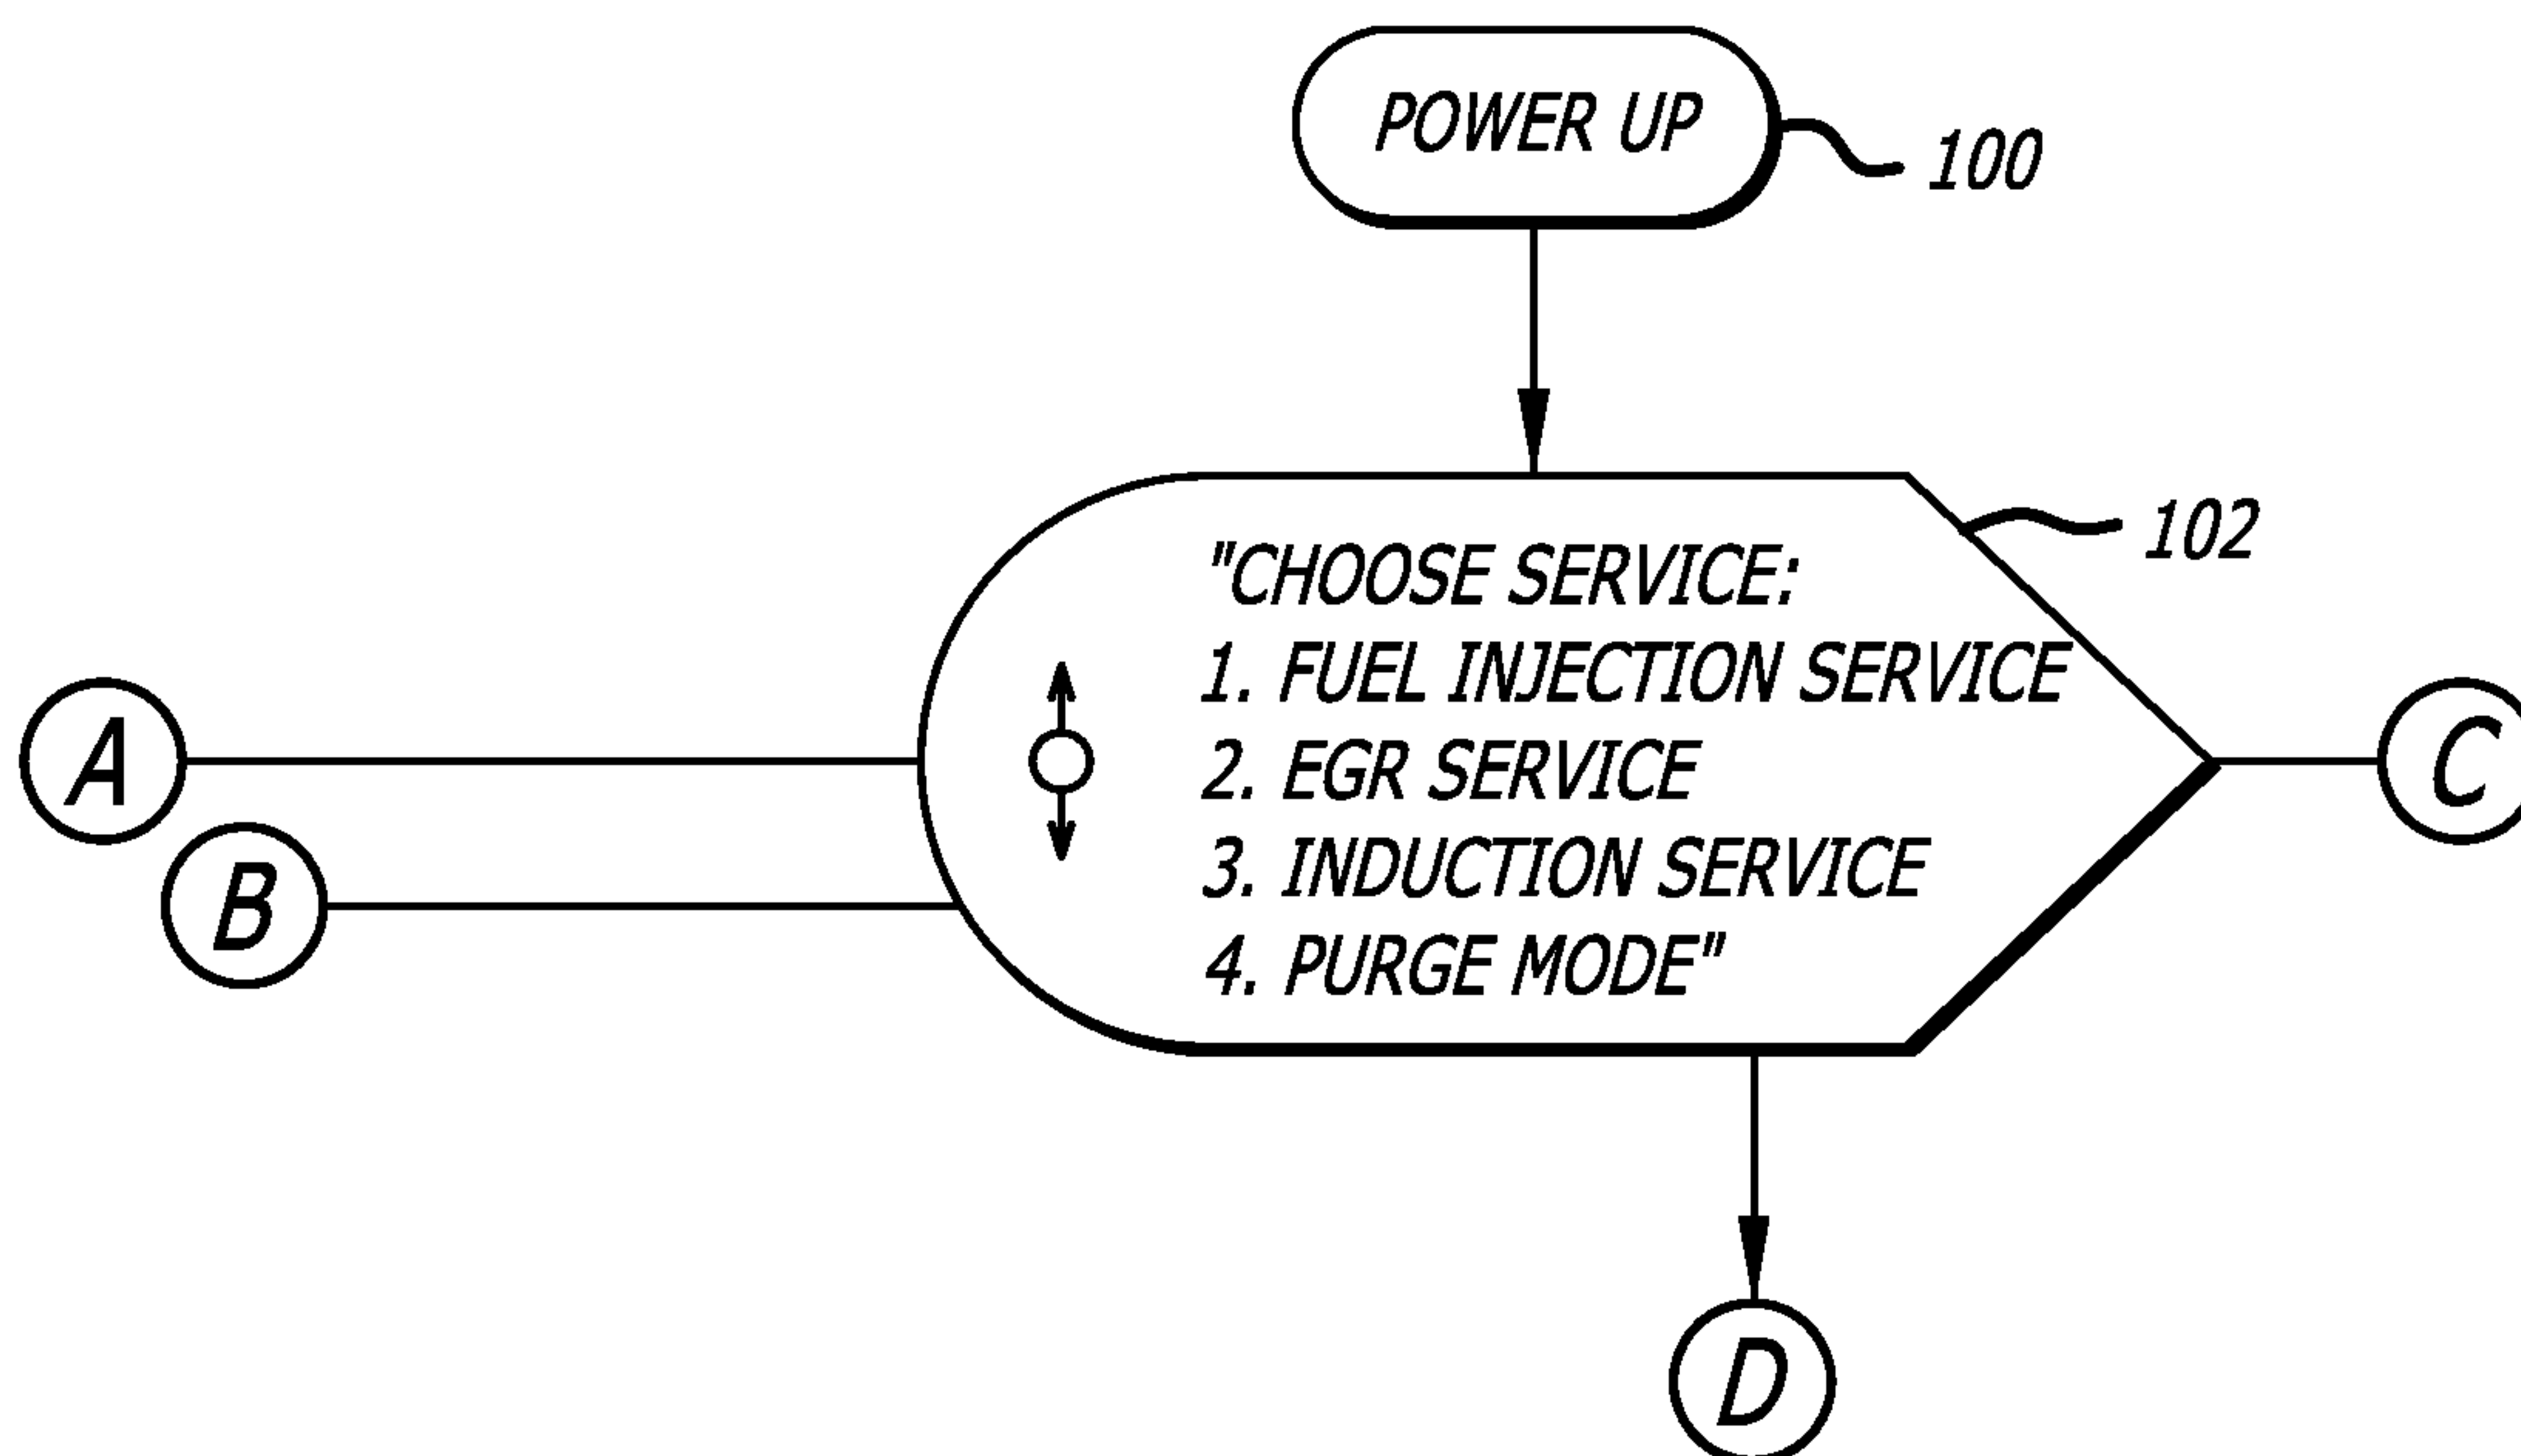 POWER UP
100
102
"CHOOSE SERVICE:
1. FUEL INJECTION SERVICE
2. EGR SERVICE
3. INDUCTION SERVICE
4. PURGE MODE"
A
B
C
D